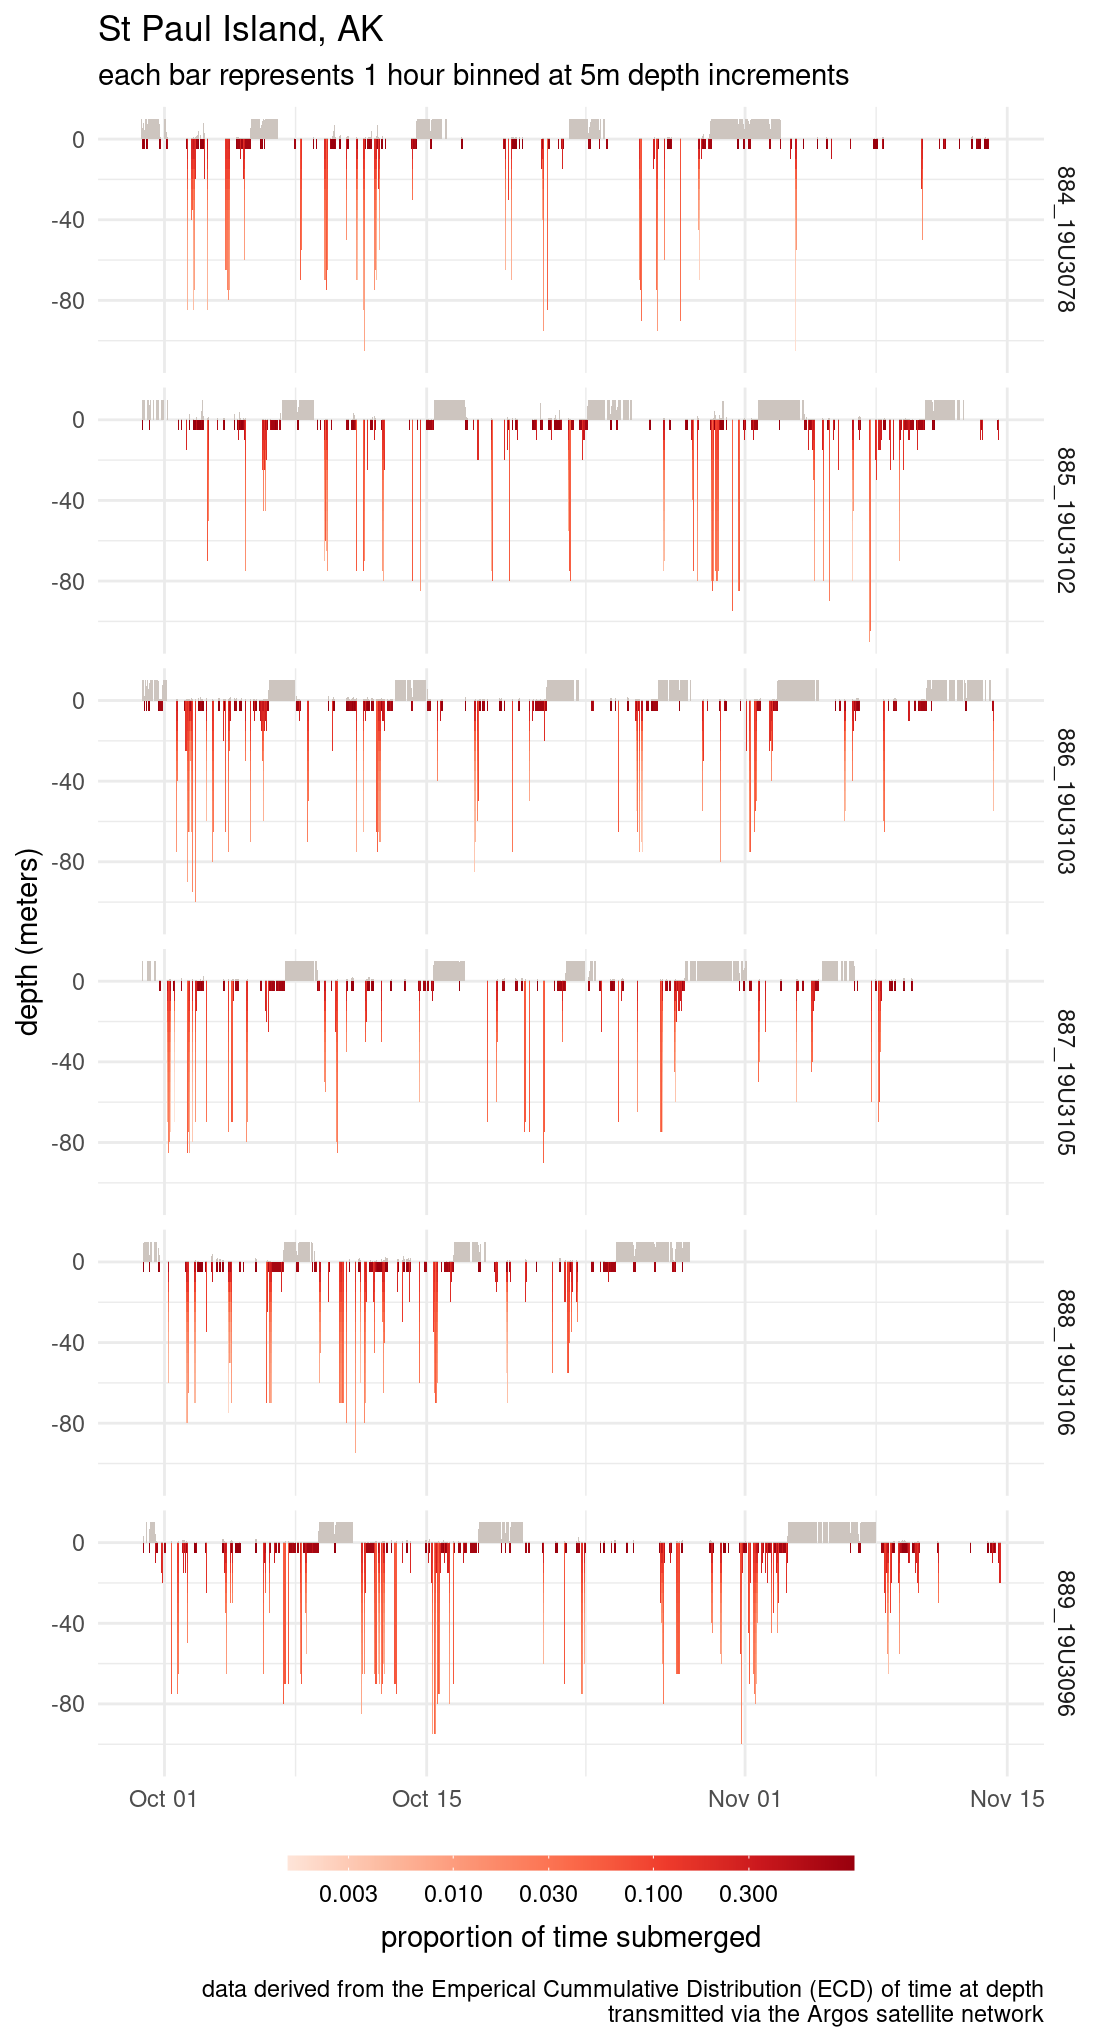 St Paul Island, AK
each bar represents 1 hour binned at 5m depth increments
0
-40
-80
884_19U3078
0
-40
-80
885_19U3102
0
-40
-80
886_19U3103
depth (meters)
0
-40
-80
887_19U3105
0
-40
-80
888_19U3106
0
-40
-80
889_19U3096
Oct 01 Oct 15 Nov 01 Nov 15
0.003 0.010 0.030 0.100 0.300
proportion of time submerged
data derived from the Emperical Cummulative Distribution (ECD) of time at depth
transmitted via the Argos satellite network